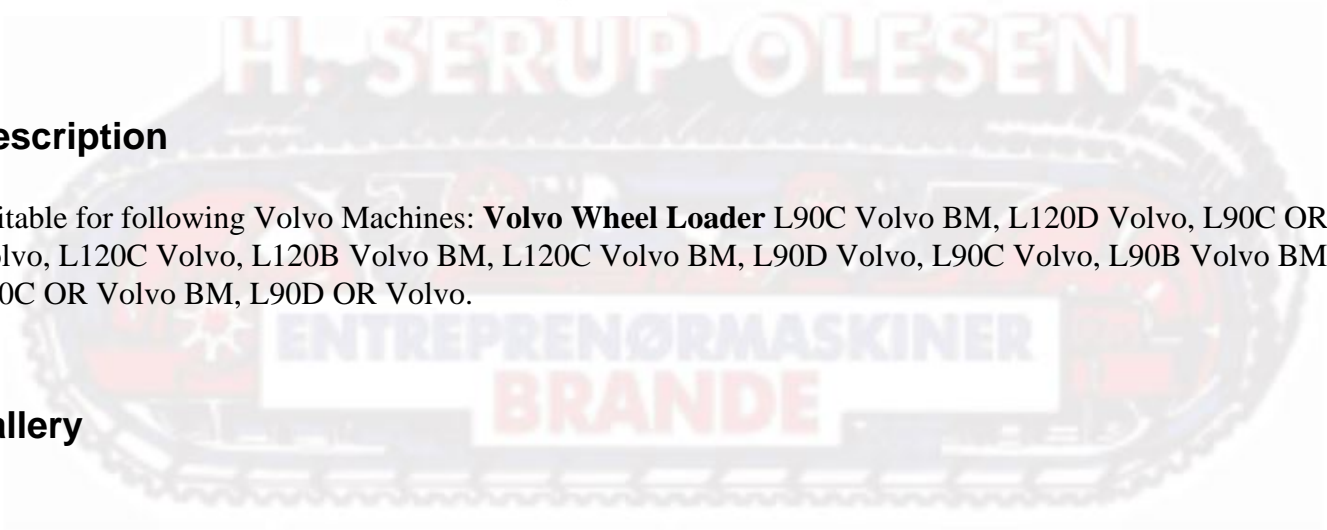 H. SERUP OLESEN
escription
itable for following Volvo Machines: Volvo Wheel Loader L90C Volvo BM, L120D Volvo, L90C OR
olvo, L120C Volvo, L120B Volvo BM, L120C Volvo BM, L90D Volvo, L90C Volvo, L90B Volvo BM
0C OR Volvo BM, L90D OR Volvo.
ENTREPRENØRMASKINER
BRANDE
allery